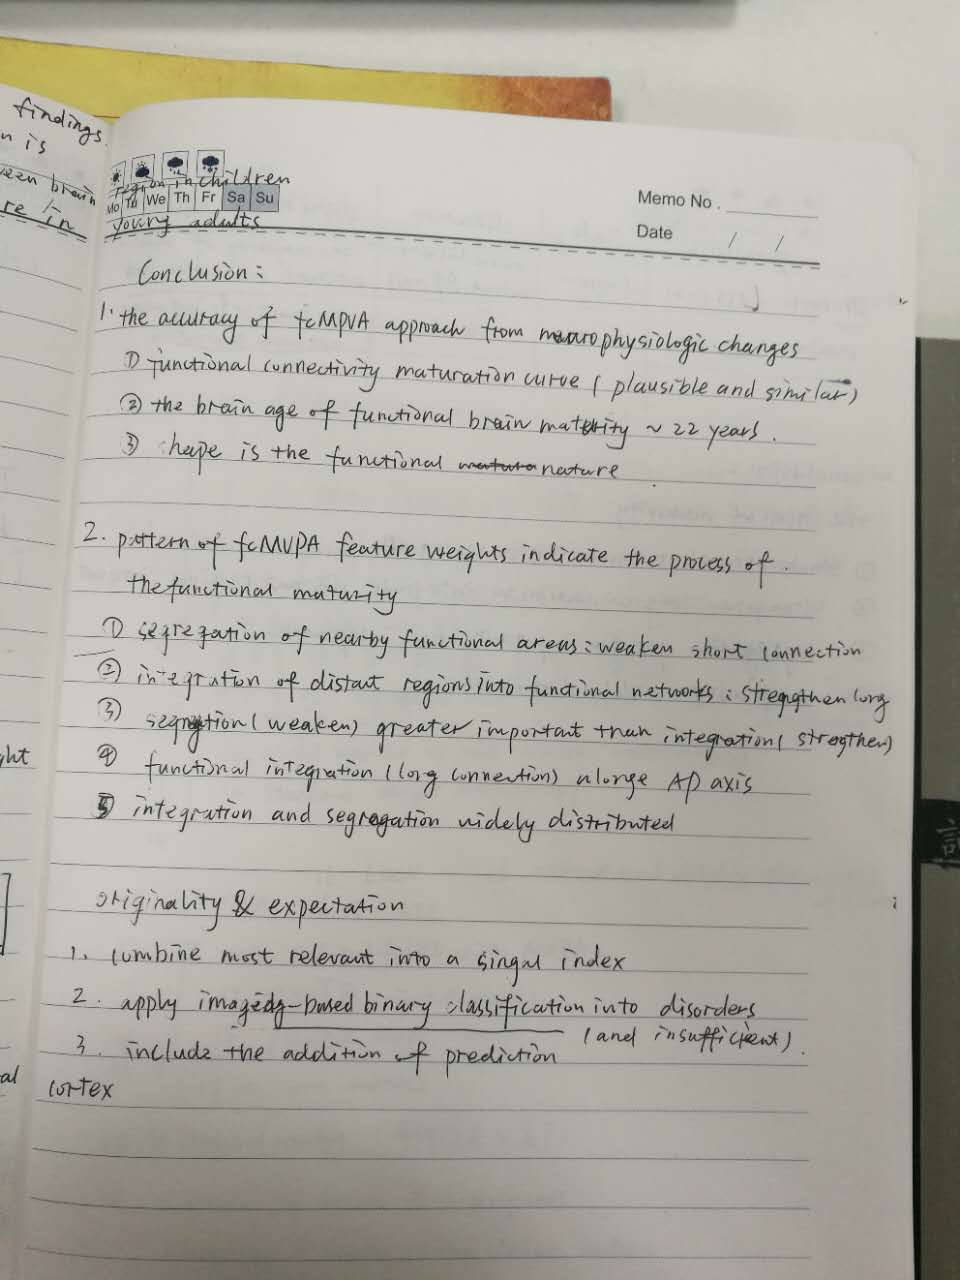 findings
n is
een brain
re in
region in children
Mo Tu We Th Fr Sa Su
young adults
Memo No.
Date / /
Conclusion:
1. the accuracy of fcMPVA approach from neurophysiologic changes
① functional connectivity maturation curve (plausible and similar)
② the brain age of functional brain maturity ~ 22 years.
③ shape is the functional nature
2. pattern of fcMVPA feature weights indicate the process of
the functional maturity
① segregation of nearby functional areas: weaken short connection
② integration of distant regions into functional networks: strengthen long
③ segration (weaken) greater important than integration (strogthen)
④ functional integration (long connection) alonge AP axis
⑤ integration and segregation widely distributed
originality & expectation
1. combine most relevant into a singal index
2. apply imaging-based binary classification into disorders
(and insufficient).
3. include the addition of prediction
cortex
ght
al